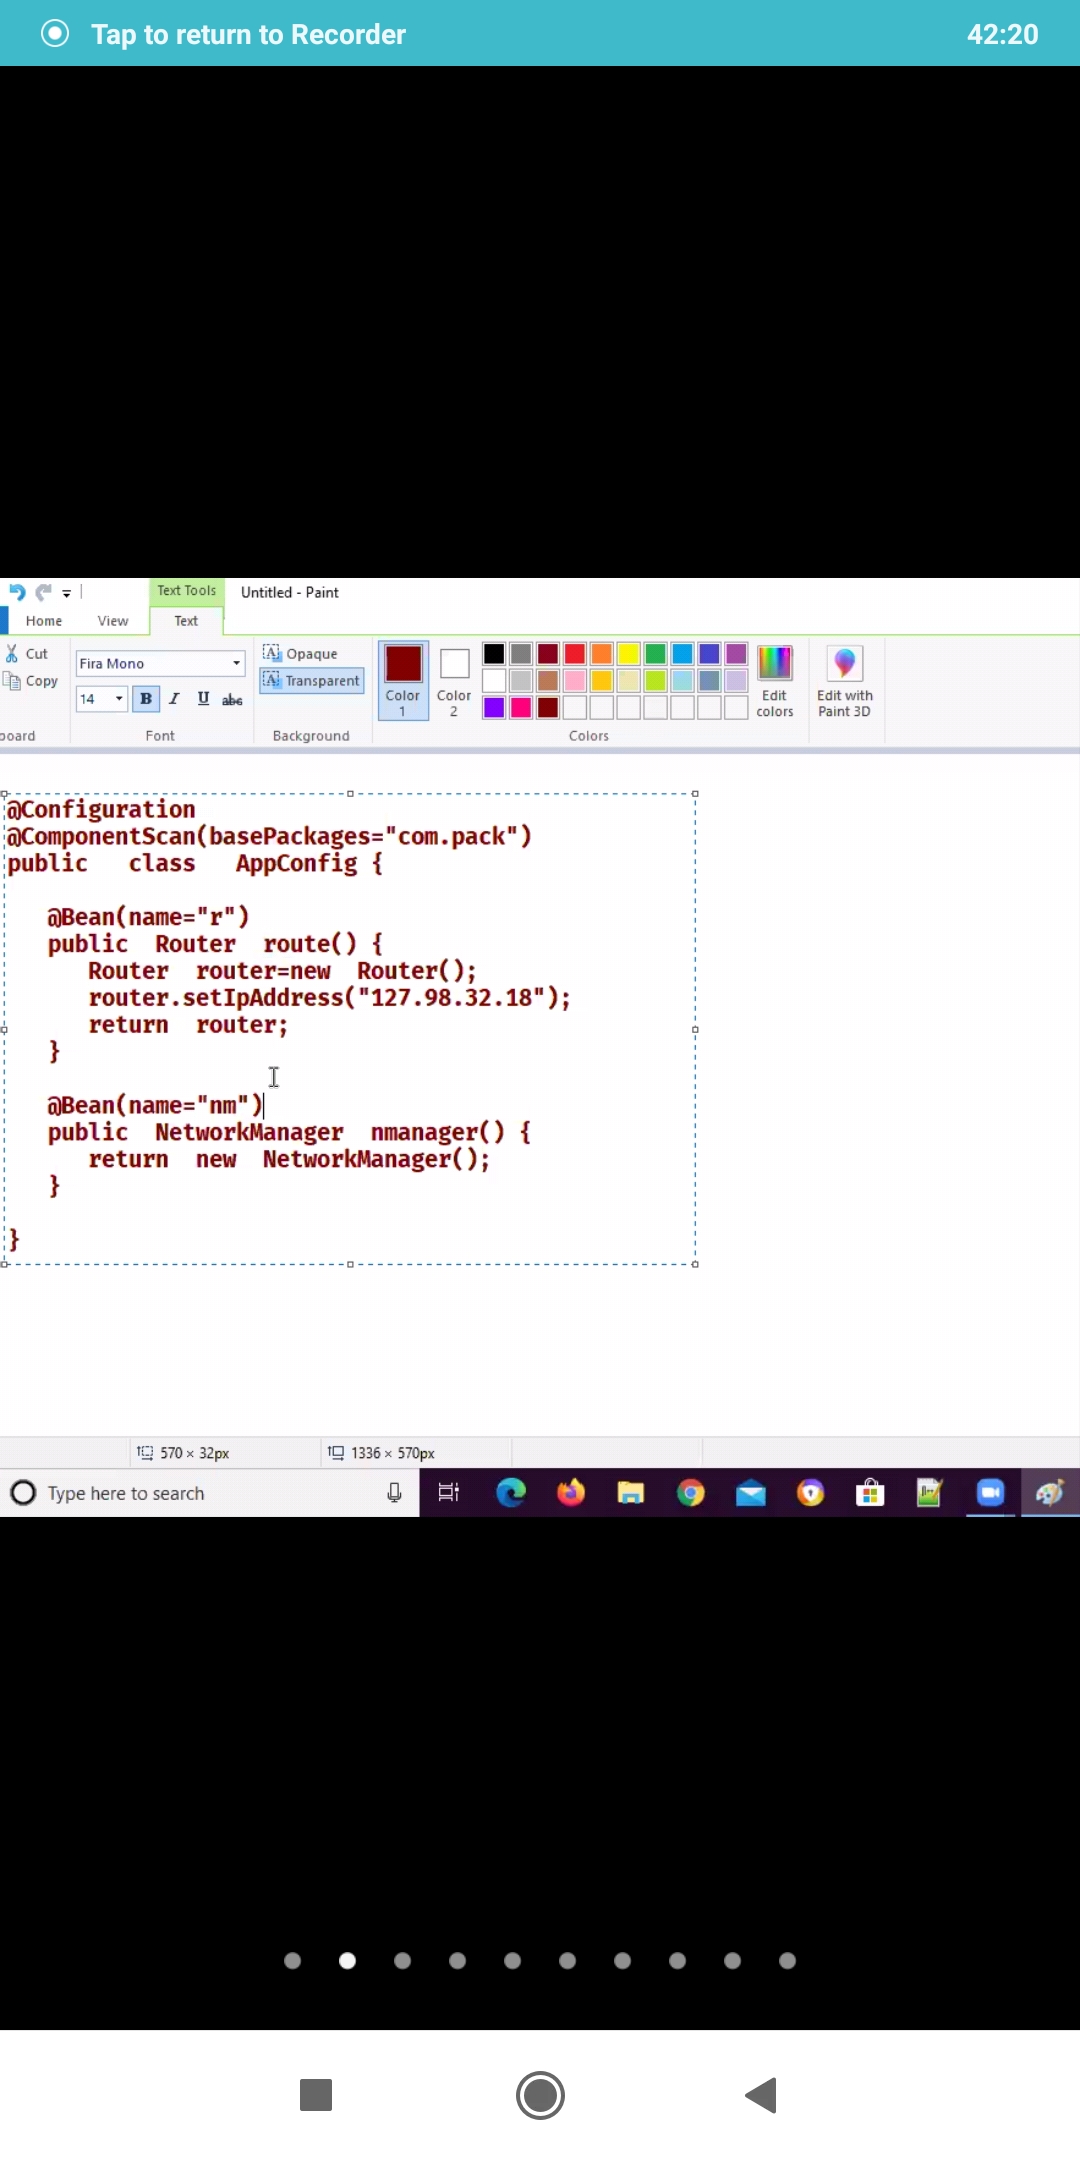 Tap to return to Recorder 42:20
Text Tools Untitled - Paint
Home View Text
Cut
Copy
Fira Mono
14 B I U abc
Opaque
Transparent
Color 1
Color 2
Edit colors
Edit with Paint 3D
board Font Background Colors
@Configuration
@ComponentScan(basePackages="com.pack")
public class AppConfig {
@Bean(name="r")
public Router route() {
Router router=new Router();
router.setIpAddress("127.98.32.18");
return router;
}
@Bean(name="nm")
public NetworkManager nmanager() {
return new NetworkManager();
}
}
570 × 32px 1336 × 570px
Type here to search